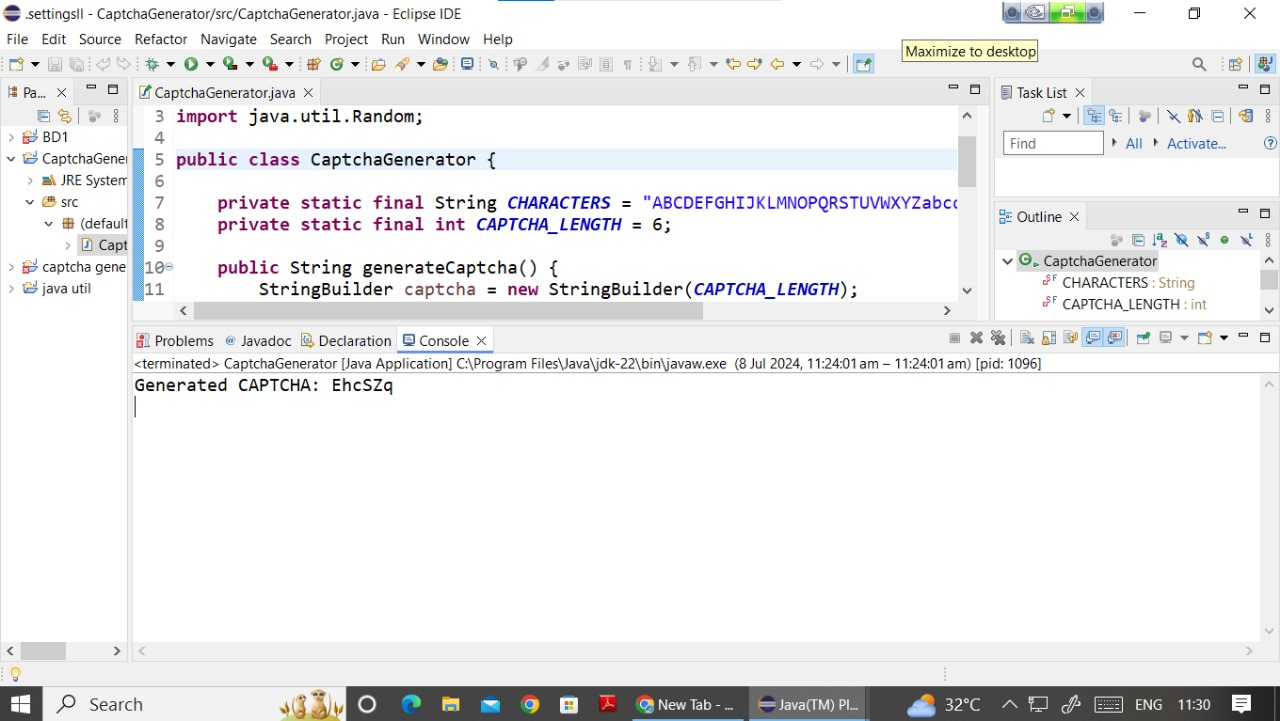 .settingsll - CaptchaGenerator/src/CaptchaGenerator.java - Eclipse IDE
File Edit Source Refactor Navigate Search Project Run Window Help
Maximize to desktop
Pa...
CaptchaGenerator.java
Task List
BD1
CaptchaGener
JRE System
src
(default
Capt
captcha gene
java util
3 import java.util.Random;
4
5 public class CaptchaGenerator {
6
7 private static final String CHARACTERS = "ABCDEFGHIJKLMNOPQRSTUVWXYZabcd
8 private static final int CAPTCHA_LENGTH = 6;
9
10 public String generateCaptcha() {
11 StringBuilder captcha = new StringBuilder(CAPTCHA_LENGTH);
Find All Activate...
Outline
CaptchaGenerator
CHARACTERS : String
CAPTCHA_LENGTH : int
Problems @ Javadoc Declaration Console
<terminated> CaptchaGenerator [Java Application] C:\Program Files\Java\jdk-22\bin\javaw.exe (8 Jul 2024, 11:24:01 am – 11:24:01 am) [pid: 1096]
Generated CAPTCHA: EhcSZq
Search
New Tab - ...
Java(TM) Pl...
32°C
ENG
11:30